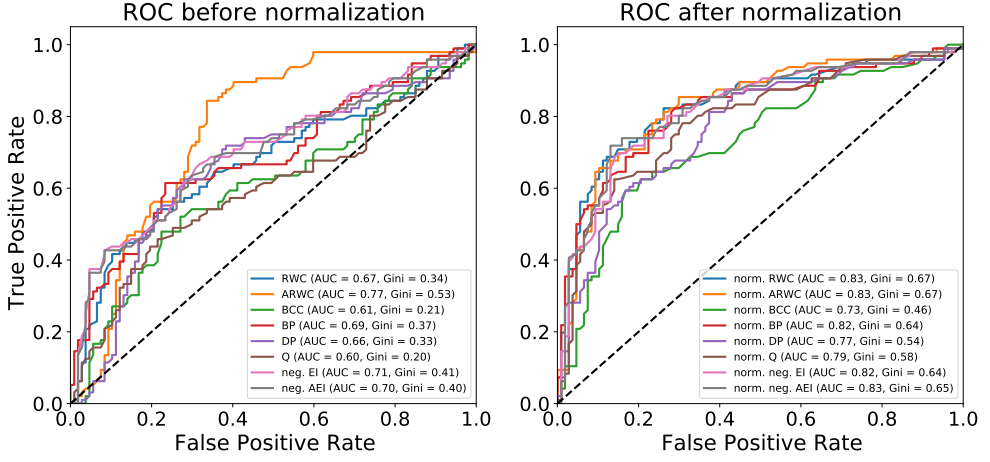 ROC before normalization
True Positive Rate
1.0
0.8
0.6
0.4
0.2
0.0
RWC (AUC = 0.67, Gini = 0.34)
ARWC (AUC = 0.77, Gini = 0.53)
BCC (AUC = 0.61, Gini = 0.21)
BP (AUC = 0.69, Gini = 0.37)
DP (AUC = 0.66, Gini = 0.33)
Q (AUC = 0.60, Gini = 0.20)
neg. EI (AUC = 0.71, Gini = 0.41)
neg. AEI (AUC = 0.70, Gini = 0.40)
0.0 0.2 0.4 0.6 0.8 1.0
False Positive Rate
ROC after normalization
1.0
0.8
0.6
0.4
0.2
0.0
norm. RWC (AUC = 0.83, Gini = 0.67)
norm. ARWC (AUC = 0.83, Gini = 0.67)
norm. BCC (AUC = 0.73, Gini = 0.46)
norm. BP (AUC = 0.82, Gini = 0.64)
norm. DP (AUC = 0.77, Gini = 0.54)
norm. Q (AUC = 0.79, Gini = 0.58)
norm. neg. EI (AUC = 0.82, Gini = 0.64)
norm. neg. AEI (AUC = 0.83, Gini = 0.65)
0.0 0.2 0.4 0.6 0.8 1.0
False Positive Rate